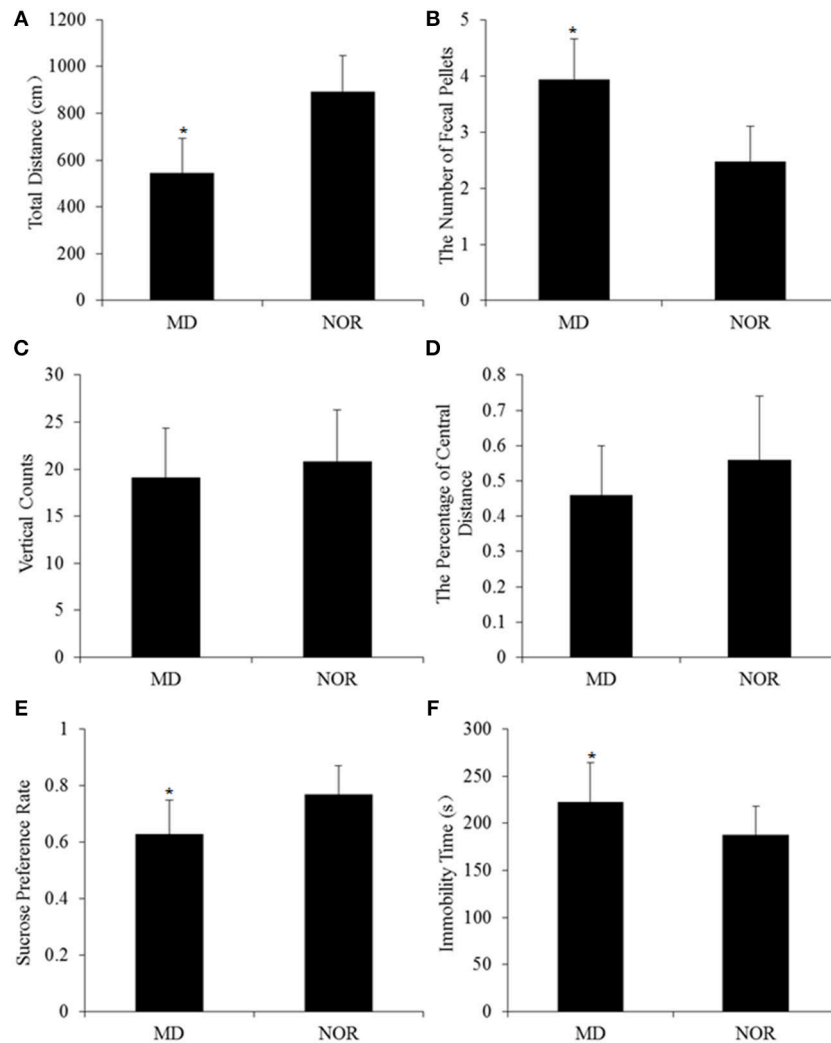 A
Total Distance (cm)
1200
1000
800
600
400
200
0
*
MD
NOR
B
The Number of Fecal Pellets
5
4
3
2
1
0
*
MD
NOR
C
Vertical Counts
30
25
20
15
10
5
0
MD
NOR
D
The Percentage of Central
Distance
0.8
0.7
0.6
0.5
0.4
0.3
0.2
0.1
0
MD
NOR
E
Sucrose Preference Rate
1
0.8
0.6
0.4
0.2
0
*
MD
NOR
F
Immobility Time (s)
300
250
200
150
100
50
0
*
MD
NOR